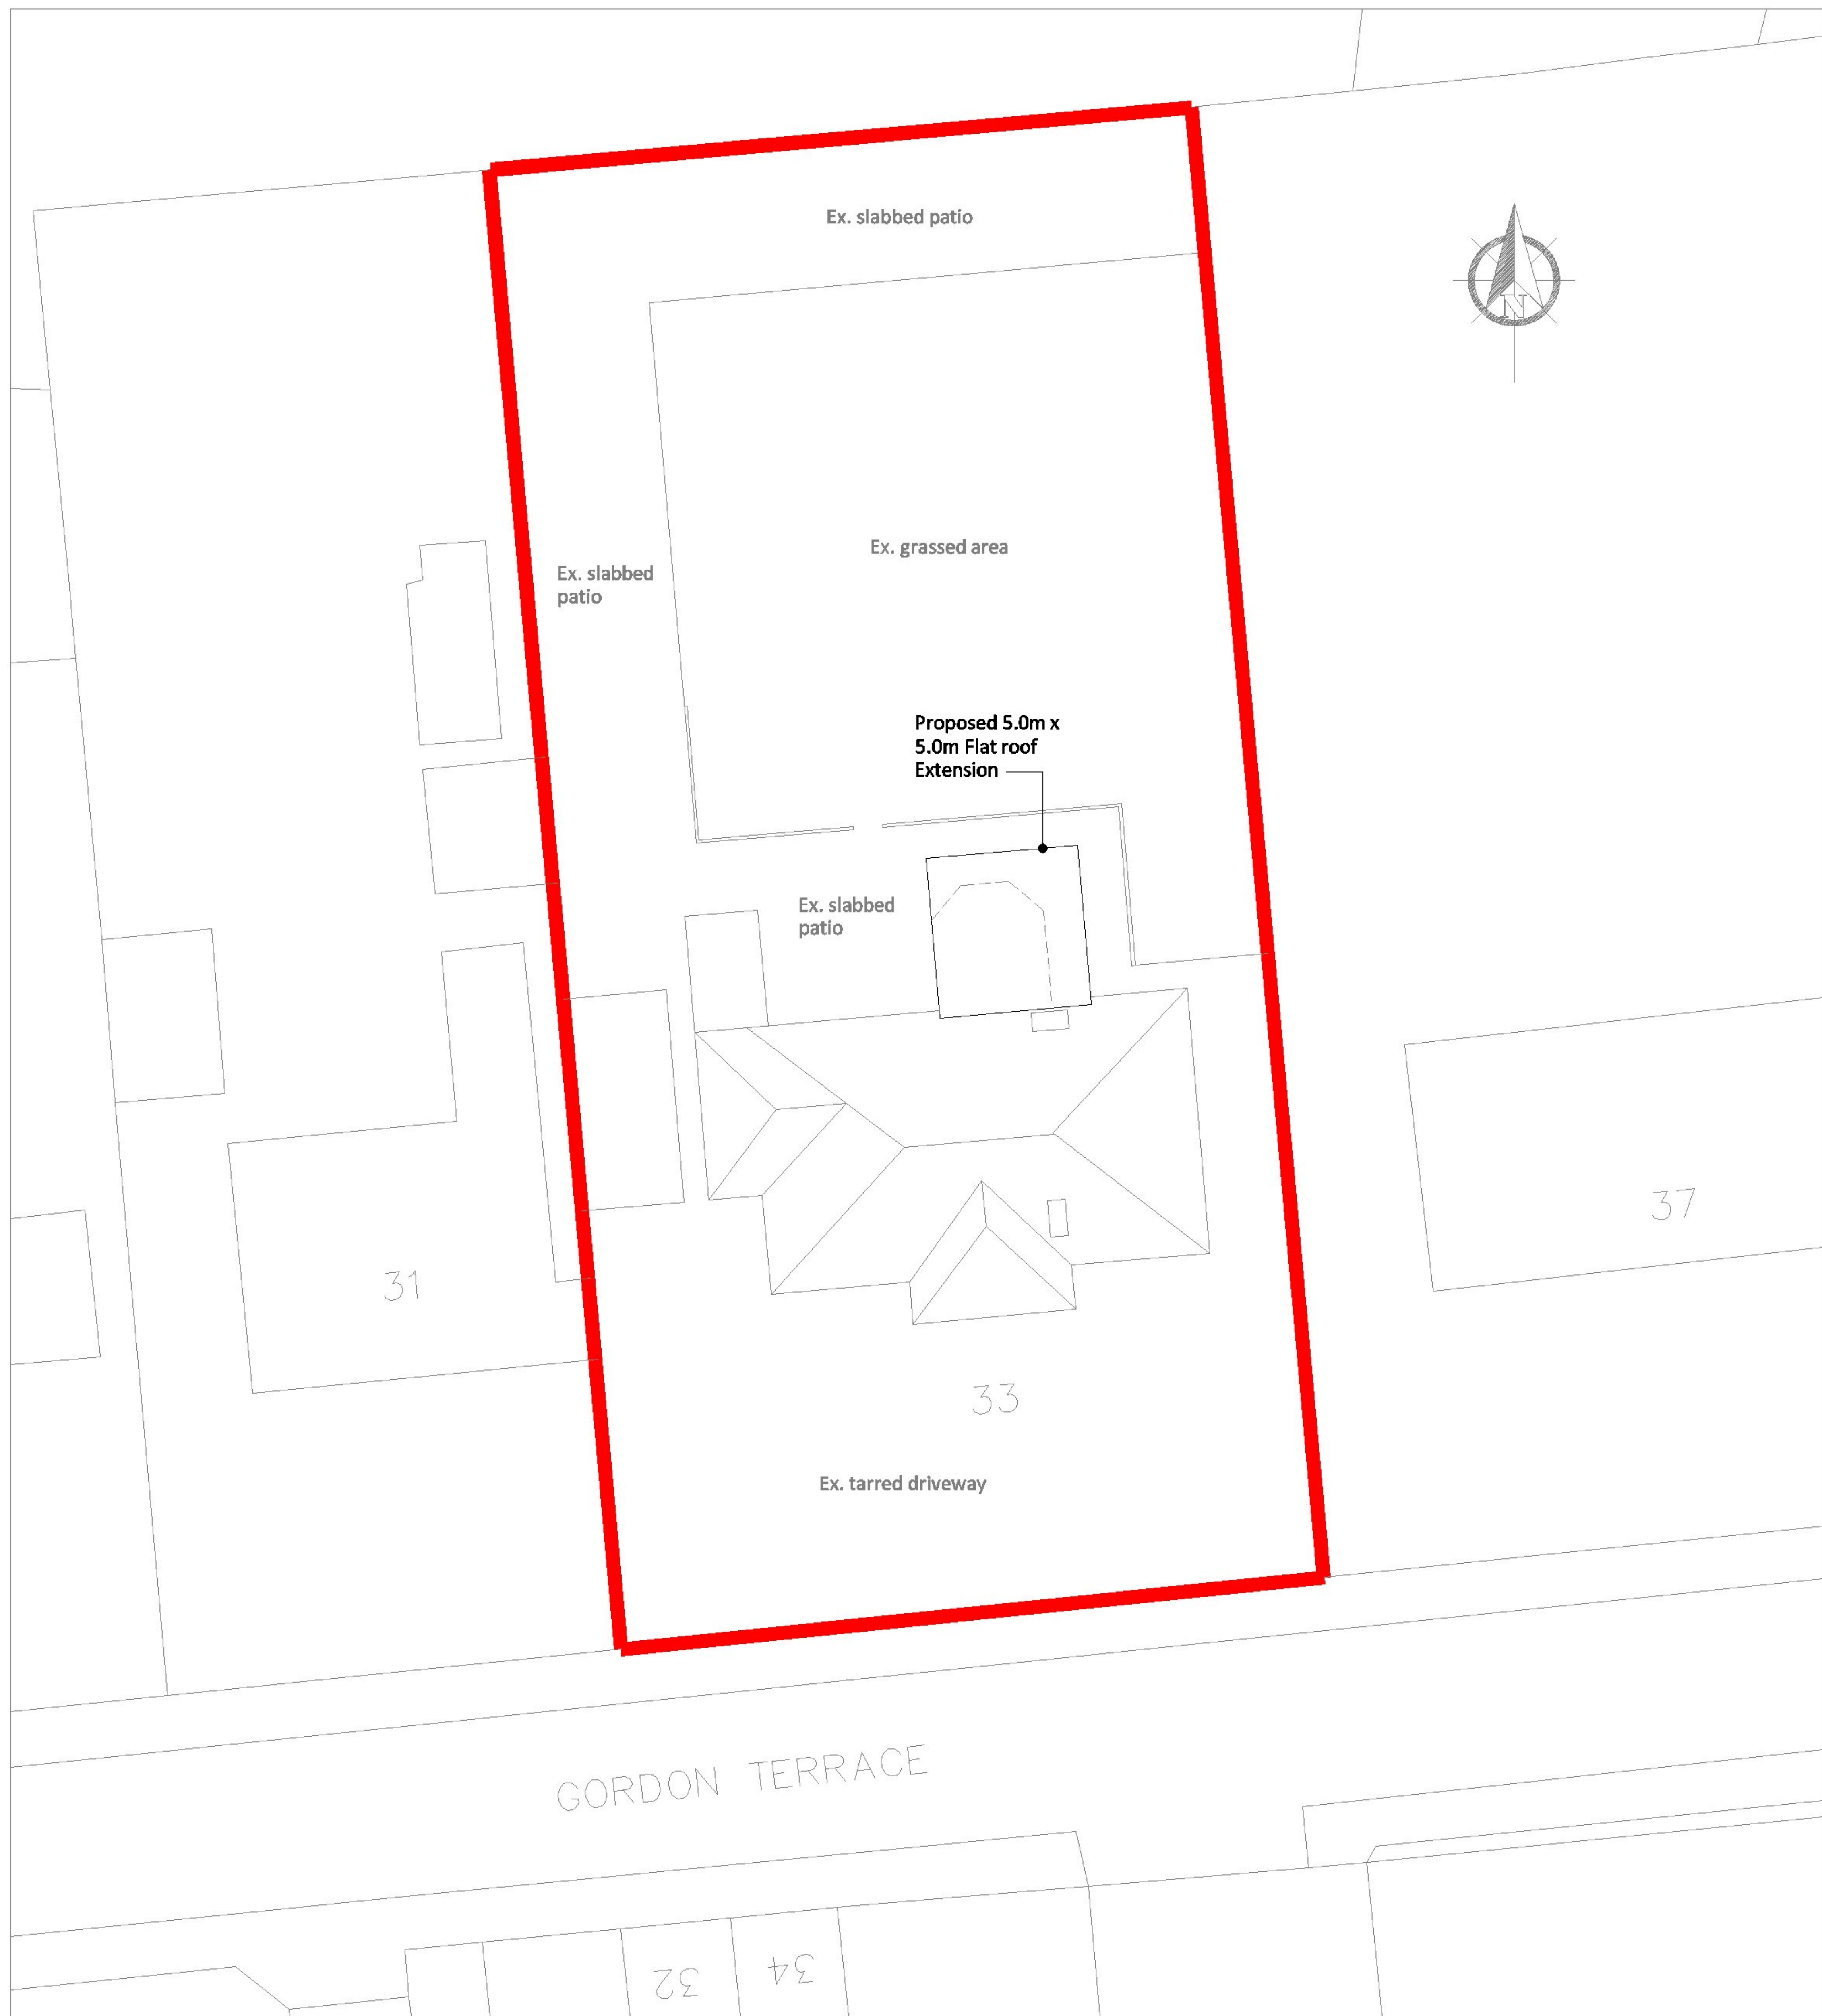 Ex. slabbed patio
N
Ex. grassed area
Ex. slabbed
patio
Proposed 5.0m x
5.0m Flat roof
Extension
Ex. slabbed
patio
37
31
33
Ex. tarred driveway
GORDON TERRACE
32
34